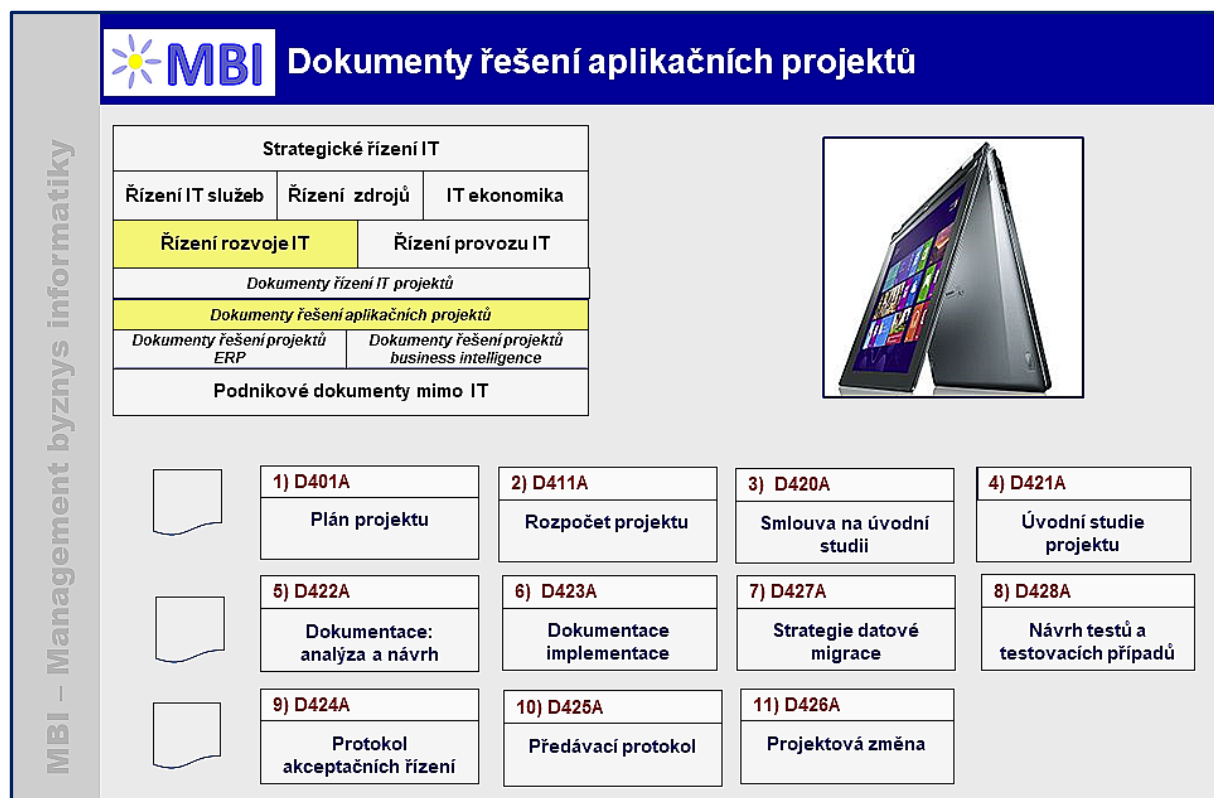 MBI
Dokumenty řešení aplikačních projektů
MBI – Management byznys informatiky
Strategické řízení IT
Řízení IT služeb
Řízení zdrojů
IT ekonomika
Řízení rozvoje IT
Řízení provozu IT
Dokumenty řízení IT projektů
Dokumenty řešení aplikačních projektů
Dokumenty řešení projektů
ERP
Dokumenty řešení projektů
business intelligence
Podnikové dokumenty mimo IT
1) D401A
Plán projektu
2) D411A
Rozpočet projektu
3) D420A
Smlouva na úvodní
studii
4) D421A
Úvodní studie
projektu
5) D422A
Dokumentace:
analýza a návrh
6) D423A
Dokumentace
implementace
7) D427A
Strategie datové
migrace
8) D428A
Návrh testů a
testovacích případů
9) D424A
Protokol
akceptačních řízení
10) D425A
Předávací protokol
11) D426A
Projektová změna